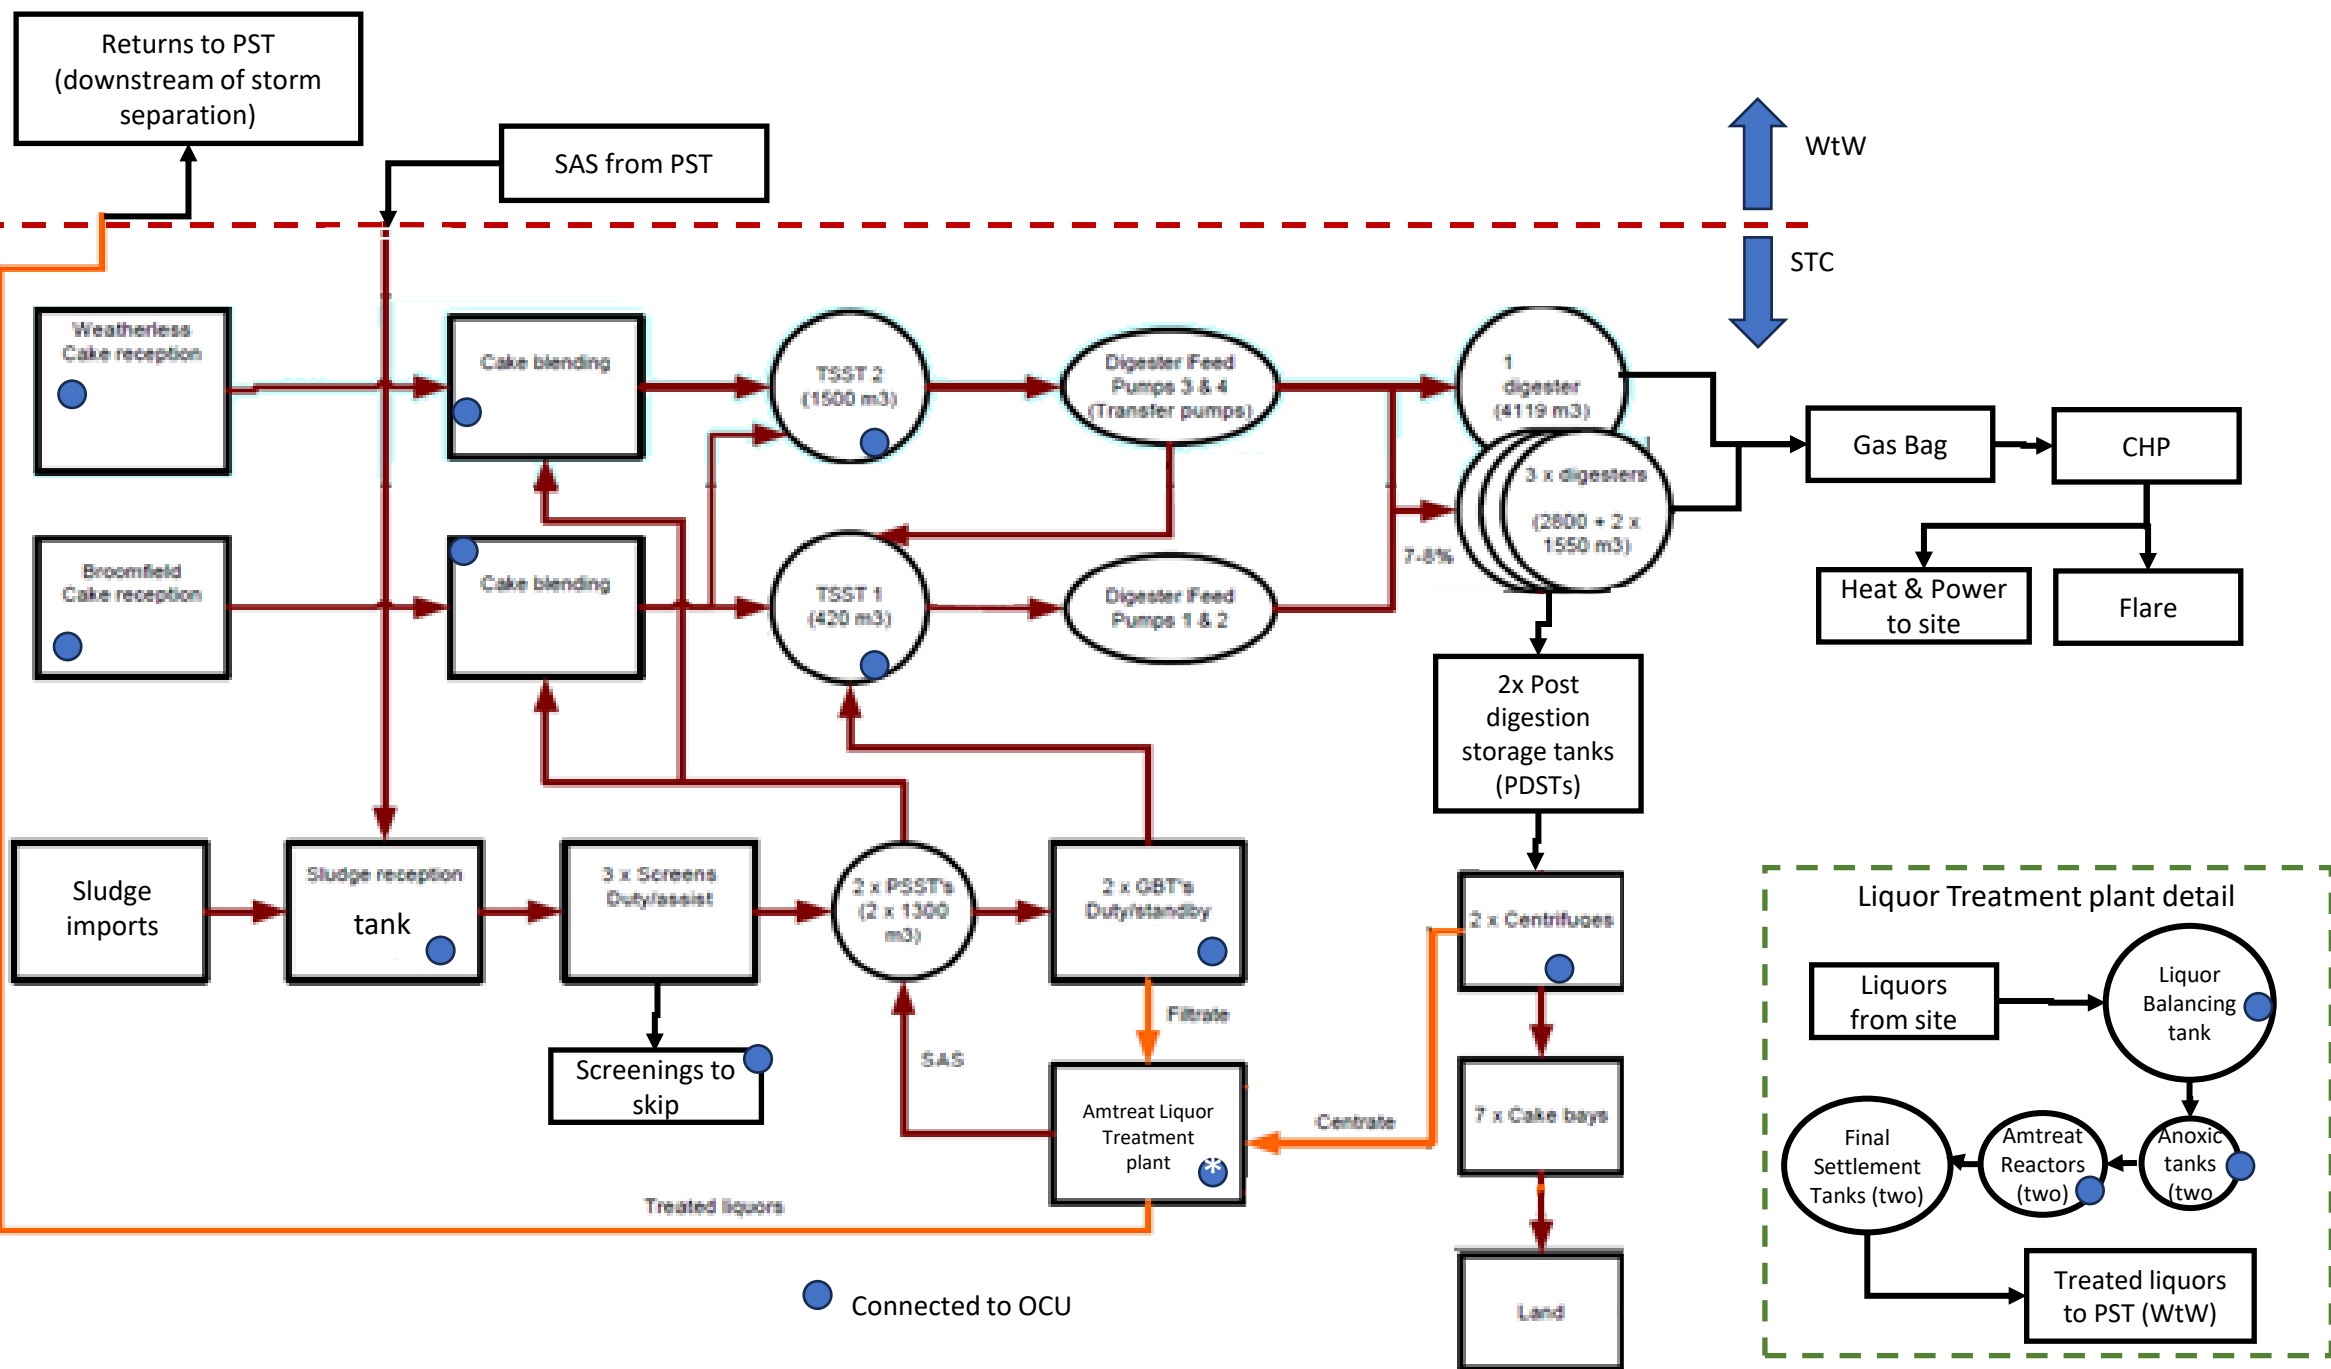 Returns to PST
(downstream of storm
separation)
SAS from PST
WtW
STC
Weatherless
Cake reception
Cake blending
TSST 2
(1500 m3)
Digester Feed
Pumps 3 & 4
(Transfer pumps)
1
digester
(4119 m3)
Gas Bag
CHP
3 x digesters
(2800 + 2 x
1550 m3)
7-8%
Broomfield
Cake reception
Cake blending
TSST 1
(420 m3)
Digester Feed
Pumps 1 & 2
Heat & Power
to site
Flare
2x Post
digestion
storage tanks
(PDSTs)
Sludge
imports
Sludge reception
tank
3 x Screens
Duty/assist
2 x PSST's
(2 x 1300
m3)
2 x GBT's
Duty/standby
2 x Centrifuges
Filtrate
SAS
Screenings to
skip
Amtreat Liquor
Treatment
plant
*
Centrate
7 x Cake bays
Treated liquors
Land
Connected to OCU
Liquor Treatment plant detail
Liquors
from site
Liquor
Balancing
tank
Final
Settlement
Tanks (two)
Amtreat
Reactors
(two)
Anoxic
tanks
(two
Treated liquors
to PST (WtW)